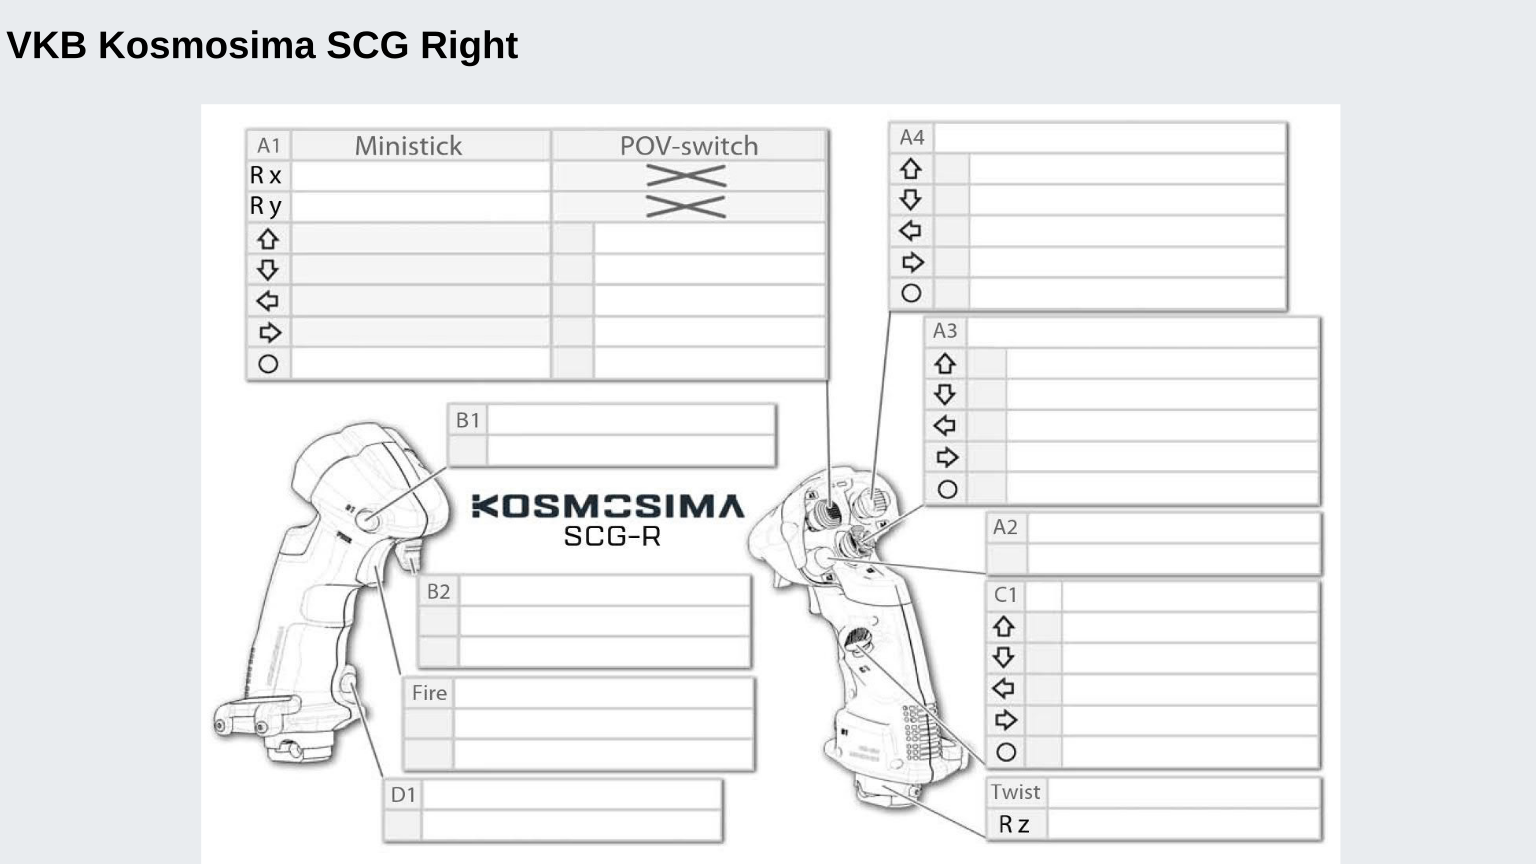 VKB Kosmosima SCG Right
A1 Ministick POV-switch
R x
R y
A4
A3
B1
KOSMOSIMA
SCG-R
A2
B2
C1
Fire
D1
Twist
R z